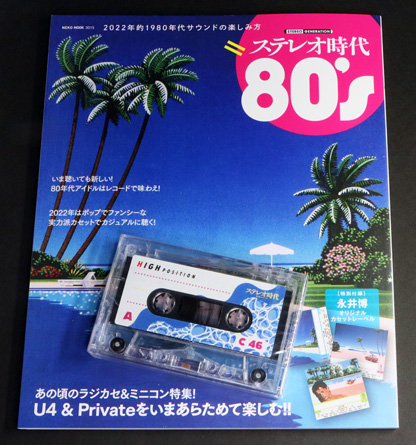 NEKO MOOK
2022年的1980年代サウンドの楽しみ方
STEREO GENERATION
ステレオ時代
80's
いま聴いても新しい!
80年代アイドルはレコードで味わえ!
2022年はポップでファンシーな
実力派カセットでカジュアルに聴く!
HIGH POSITION
ステレオ時代
A
C 46
【特別付録】
永井博
オリジナル
カセットレーベル
あの頃のラジカセ&ミニコン特集!
U4 & Privateをいまあらためて楽しむ!!